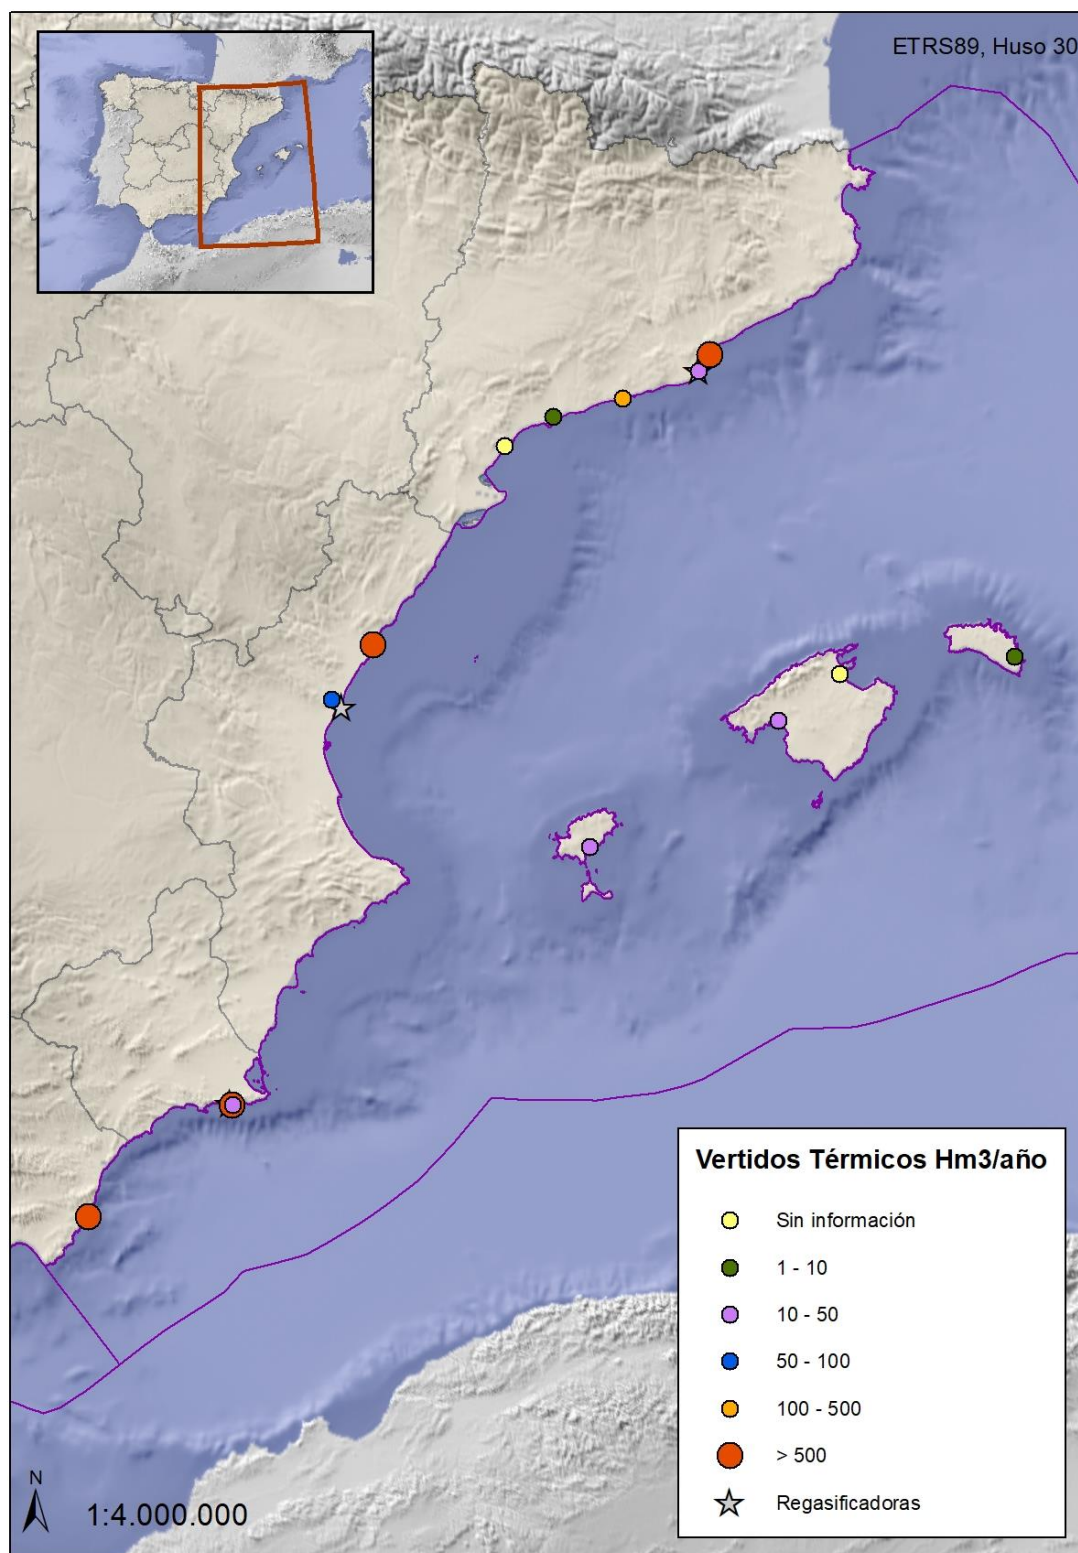 ETRS89, Huso 30
Vertidos Térmicos Hm3/año
Sin información
1 - 10
10 - 50
50 - 100
100 - 500
> 500
Regasificadoras
N
1:4.000.000